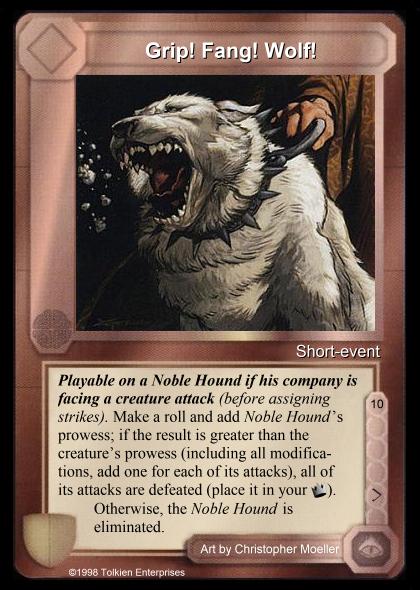 Grip! Fang! Wolf!
Short-event
Playable on a Noble Hound if his company is
facing a creature attack (before assigning
strikes). Make a roll and add Noble Hound's
prowess; if the result is greater than the
creature's prowess (including all modifica-
tions, add one for each of its attacks), all of
its attacks are defeated (place it in your ).
Otherwise, the Noble Hound is
eliminated.
10
Art by Christopher Moeller
©1998 Tolkien Enterprises